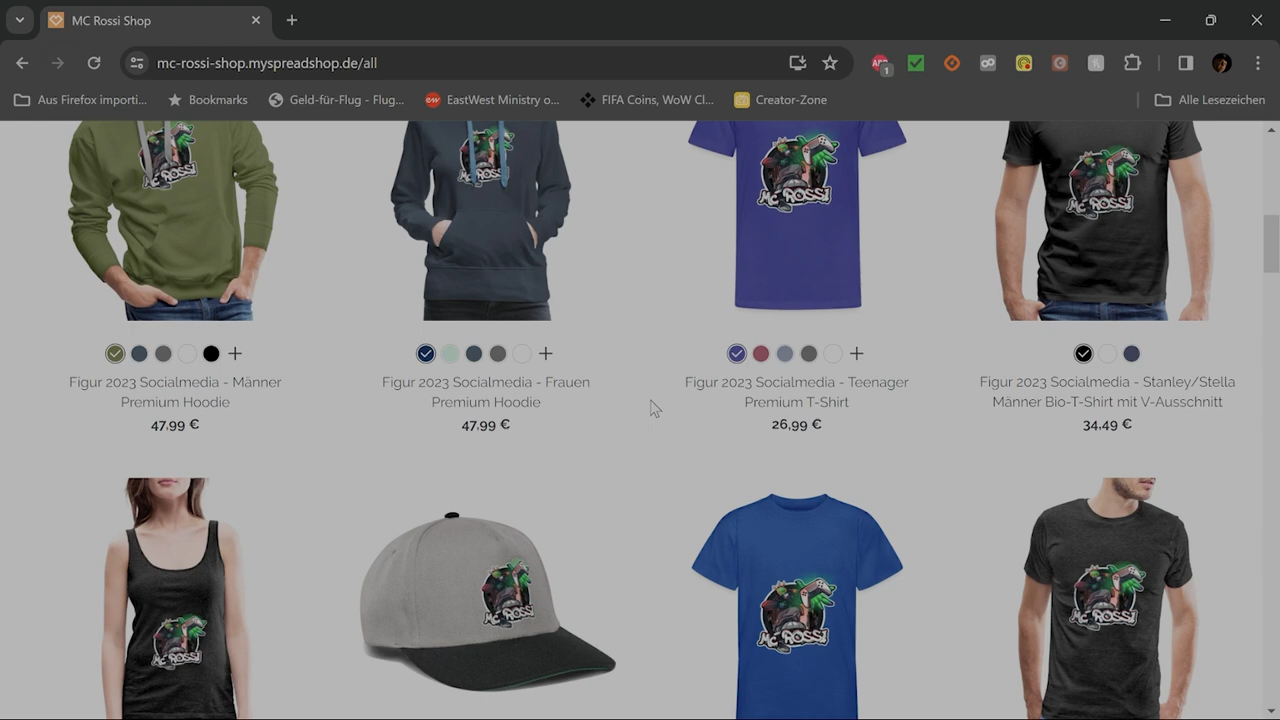 MC Rossi Shop
mc-rossi-shop.myspreadshop.de/all
1
Aus Firefox importi...
Bookmarks
Geld-für-Flug - Flug...
EastWest Ministry o...
FIFA Coins, WoW Cl...
Creator-Zone
Alle Lesezeichen
MC ROSSI
MC ROSSI
MC ROSSI
MC ROSSI
Figur 2023 Socialmedia - Männer
Premium Hoodie
47,99 €
Figur 2023 Socialmedia - Frauen
Premium Hoodie
47,99 €
Figur 2023 Socialmedia - Teenager
Premium T-Shirt
26,99 €
Figur 2023 Socialmedia - Stanley/Stella
Männer Bio-T-Shirt mit V-Ausschnitt
34,49 €
MC ROSSI
MC ROSSI
MC ROSSI
MC ROSSI